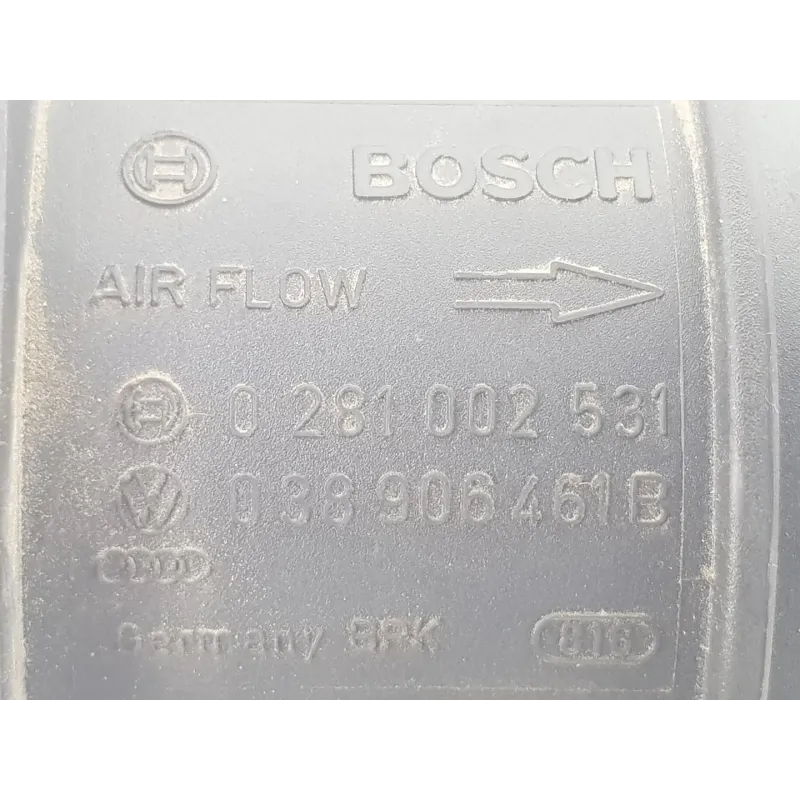 BOSCH
AIR FLOW
0 281 002 531
038 906 461 B
Germany